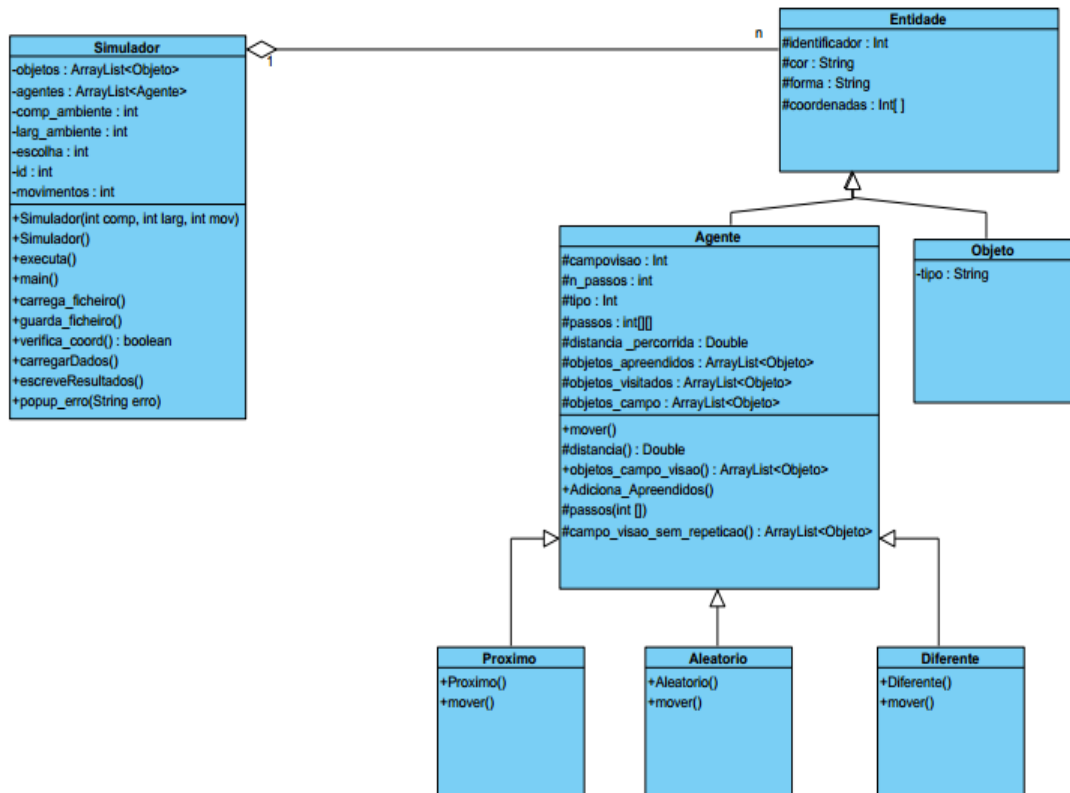 Simulador
-objetos : ArrayList<Objeto>
-agentes : ArrayList<Agente>
-comp_ambiente : int
-larg_ambiente : int
-escolha : int
-id : int
-movimentos : int
+Simulador(int comp, int larg, int mov)
+Simulador()
+executa()
+main()
+carrega_ficheiro()
+guarda_ficheiro()
+verifica_coord() : boolean
+carregarDados()
+escreveResultados()
+popup_erro(String erro)
1
n
Entidade
#identificador : Int
#cor : String
#forma : String
#coordenadas : Int[ ]
Agente
#campovisao : Int
#n_passos : int
#tipo : Int
#passos : int[][]
#distancia _percorrida : Double
#objetos_apreendidos : ArrayList<Objeto>
#objetos_visitados : ArrayList<Objeto>
#objetos_campo : ArrayList<Objeto>
+mover()
#distancia() : Double
+objetos_campo_visao() : ArrayList<Objeto>
+Adiciona_Apreendidos()
#passos(int [])
#campo_visao_sem_repeticao() : ArrayList<Objeto>
Objeto
-tipo : String
Proximo
+Proximo()
+mover()
Aleatorio
+Aleatorio()
+mover()
Diferente
+Diferente()
+mover()